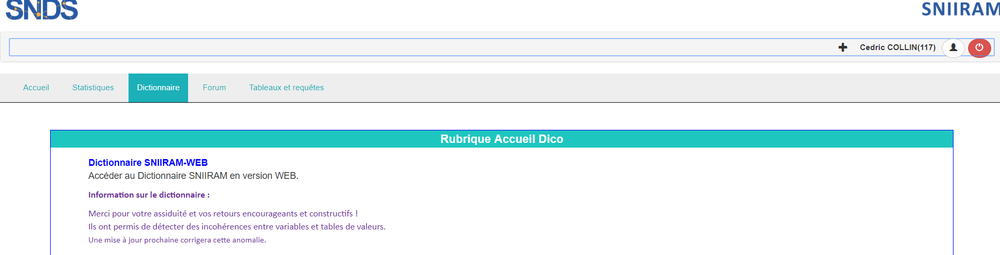 SNDS
SNIIRAM
Cedric COLLIN(117)
Accueil Statistiques Dictionnaire Forum Tableaux et requêtes
Rubrique Accueil Dico
Dictionnaire SNIIRAM-WEB
Accéder au Dictionnaire SNIIRAM en version WEB.
Information sur le dictionnaire :
Merci pour votre assiduité et vos retours encourageants et constructifs !
Ils ont permis de détecter des incohérences entre variables et tables de valeurs.
Une mise à jour prochaine corrigera cette anomalie.